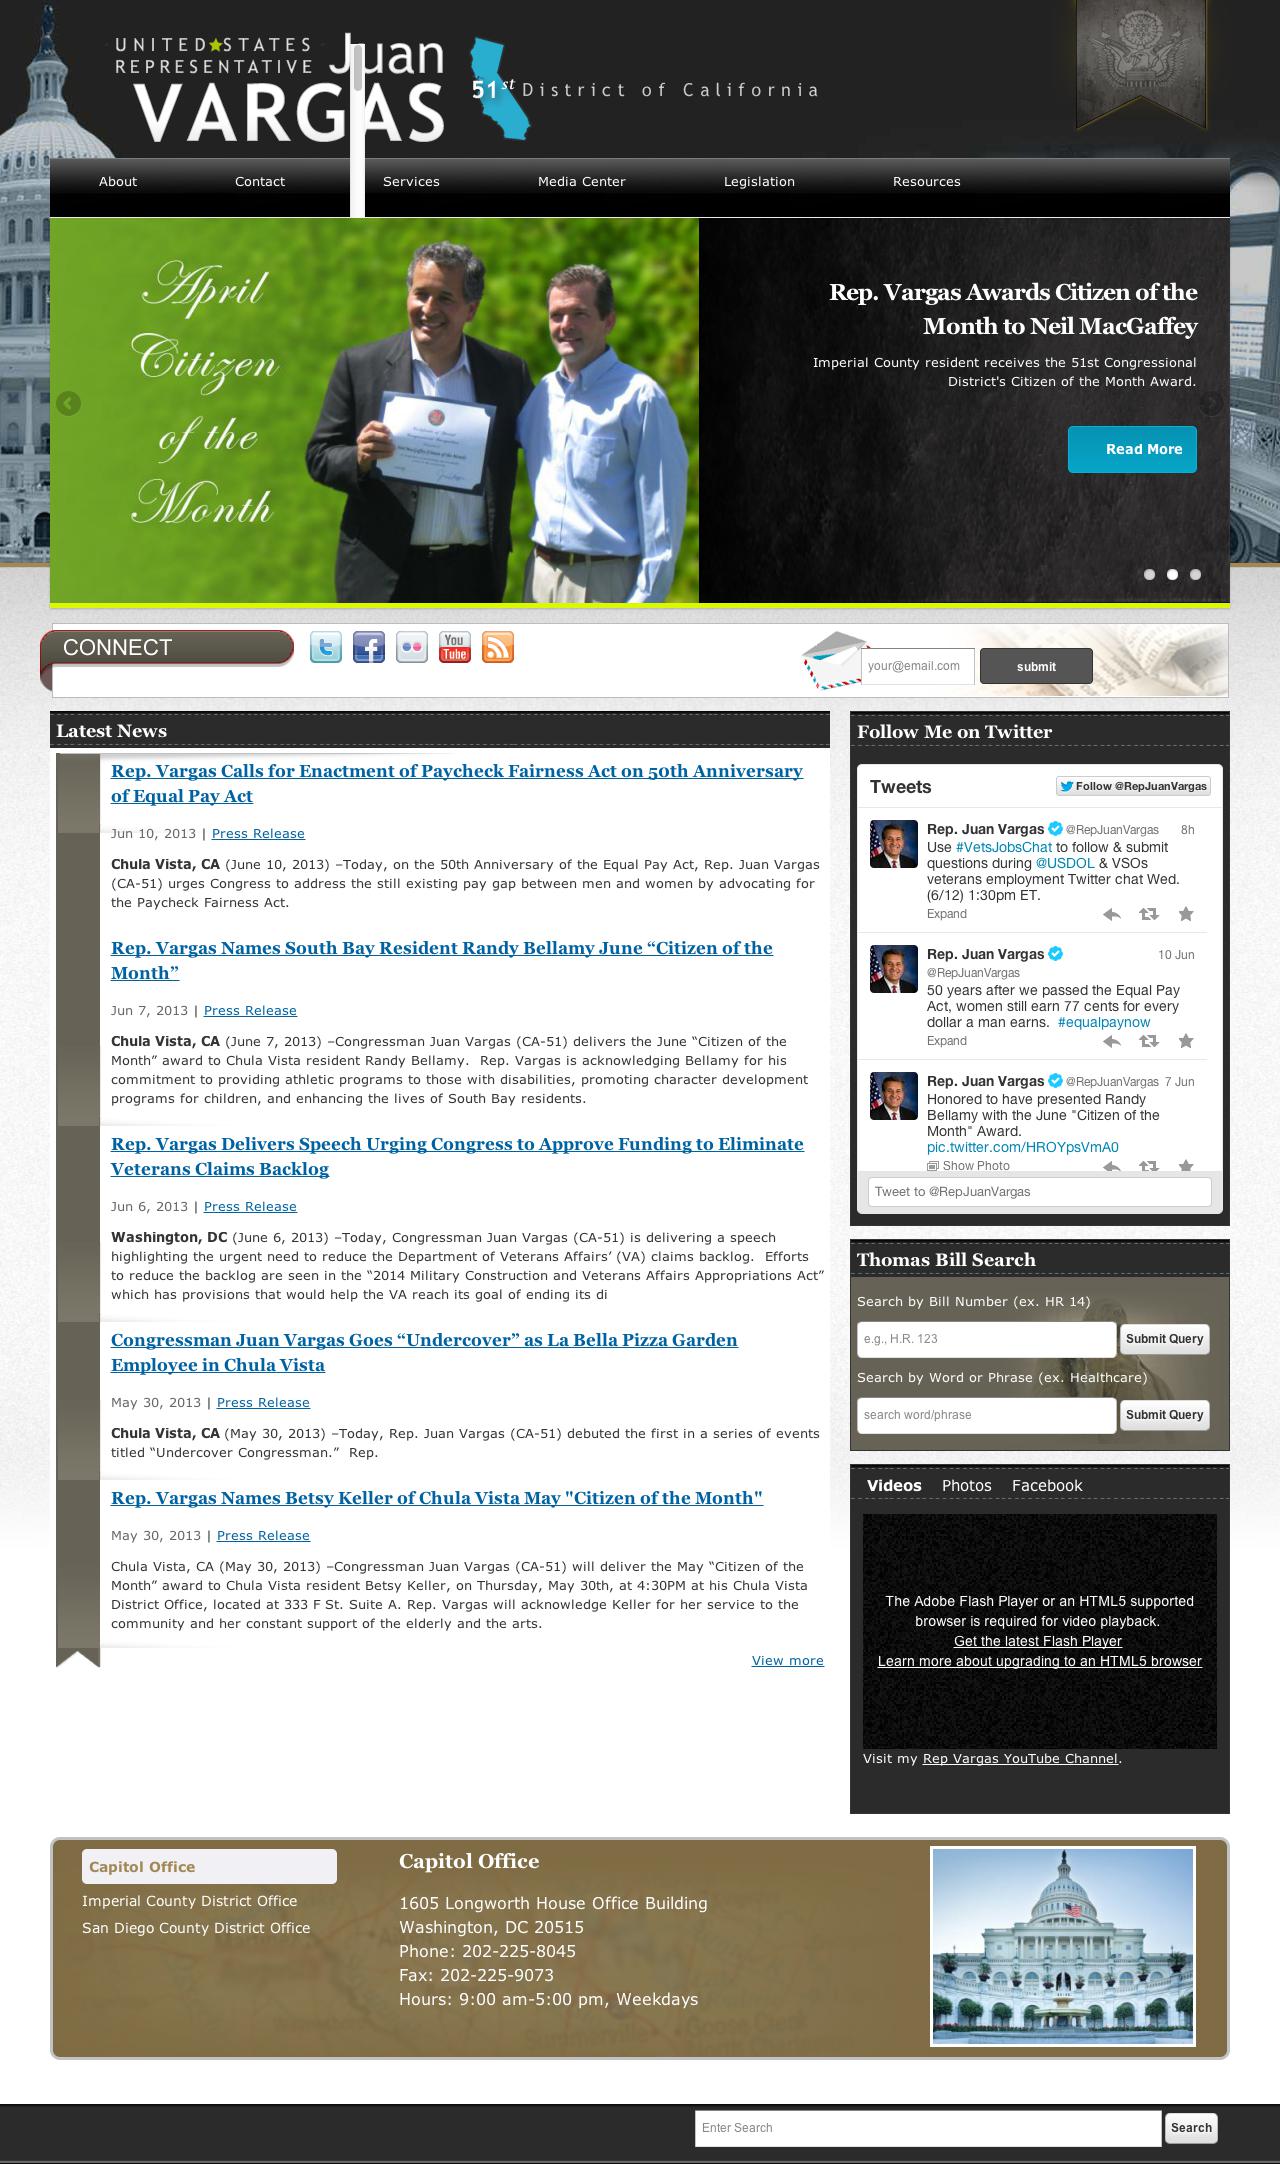 UNITED★STATES
REPRESENTATIVE Juan
VARGAS
51st District of California
About Contact Services Media Center Legislation Resources
April
Citizen
of the
Month
Rep. Vargas Awards Citizen of the
Month to Neil MacGaffey
Imperial County resident receives the 51st Congressional
District's Citizen of the Month Award.
Read More
CONNECT
You
Tube
your@email.com
submit
Latest News
Rep. Vargas Calls for Enactment of Paycheck Fairness Act on 50th Anniversary
of Equal Pay Act
Jun 10, 2013 | Press Release
Chula Vista, CA (June 10, 2013) –Today, on the 50th Anniversary of the Equal Pay Act, Rep. Juan Vargas
(CA-51) urges Congress to address the still existing pay gap between men and women by advocating for
the Paycheck Fairness Act.
Rep. Vargas Names South Bay Resident Randy Bellamy June “Citizen of the
Month”
Jun 7, 2013 | Press Release
Chula Vista, CA (June 7, 2013) –Congressman Juan Vargas (CA-51) delivers the June “Citizen of the
Month” award to Chula Vista resident Randy Bellamy.  Rep. Vargas is acknowledging Bellamy for his
commitment to providing athletic programs to those with disabilities, promoting character development
programs for children, and enhancing the lives of South Bay residents.
Rep. Vargas Delivers Speech Urging Congress to Approve Funding to Eliminate
Veterans Claims Backlog
Jun 6, 2013 | Press Release
Washington, DC (June 6, 2013) –Today, Congressman Juan Vargas (CA-51) is delivering a speech
highlighting the urgent need to reduce the Department of Veterans Affairs’ (VA) claims backlog.  Efforts
to reduce the backlog are seen in the “2014 Military Construction and Veterans Affairs Appropriations Act”
which has provisions that would help the VA reach its goal of ending its di
Congressman Juan Vargas Goes “Undercover” as La Bella Pizza Garden
Employee in Chula Vista
May 30, 2013 | Press Release
Chula Vista, CA (May 30, 2013) –Today, Rep. Juan Vargas (CA-51) debuted the first in a series of events
titled “Undercover Congressman.”  Rep.
Rep. Vargas Names Betsy Keller of Chula Vista May "Citizen of the Month"
May 30, 2013 | Press Release
Chula Vista, CA (May 30, 2013) –Congressman Juan Vargas (CA-51) will deliver the May “Citizen of the
Month” award to Chula Vista resident Betsy Keller, on Thursday, May 30th, at 4:30PM at his Chula Vista
District Office, located at 333 F St. Suite A. Rep. Vargas will acknowledge Keller for her service to the
community and her constant support of the elderly and the arts.
View more
Follow Me on Twitter
Tweets
Follow @RepJuanVargas
Rep. Juan Vargas @RepJuanVargas 8h
Use #VetsJobsChat to follow & submit
questions during @USDOL & VSOs
veterans employment Twitter chat Wed.
(6/12) 1:30pm ET.
Expand
Rep. Juan Vargas 10 Jun
@RepJuanVargas
50 years after we passed the Equal Pay
Act, women still earn 77 cents for every
dollar a man earns.  #equalpaynow
Expand
Rep. Juan Vargas @RepJuanVargas 7 Jun
Honored to have presented Randy
Bellamy with the June "Citizen of the
Month" Award.
pic.twitter.com/HROYpsVmA0
Show Photo
Tweet to @RepJuanVargas
Thomas Bill Search
Search by Bill Number (ex. HR 14)
e.g., H.R. 123
Submit Query
Search by Word or Phrase (ex. Healthcare)
search word/phrase
Submit Query
Videos Photos Facebook
The Adobe Flash Player or an HTML5 supported
browser is required for video playback.
Get the latest Flash Player
Learn more about upgrading to an HTML5 browser
Visit my Rep Vargas YouTube Channel.
Capitol Office
Imperial County District Office
San Diego County District Office
Capitol Office
1605 Longworth House Office Building
Washington, DC 20515
Phone: 202-225-8045
Fax: 202-225-9073
Hours: 9:00 am-5:00 pm, Weekdays
Enter Search
Search